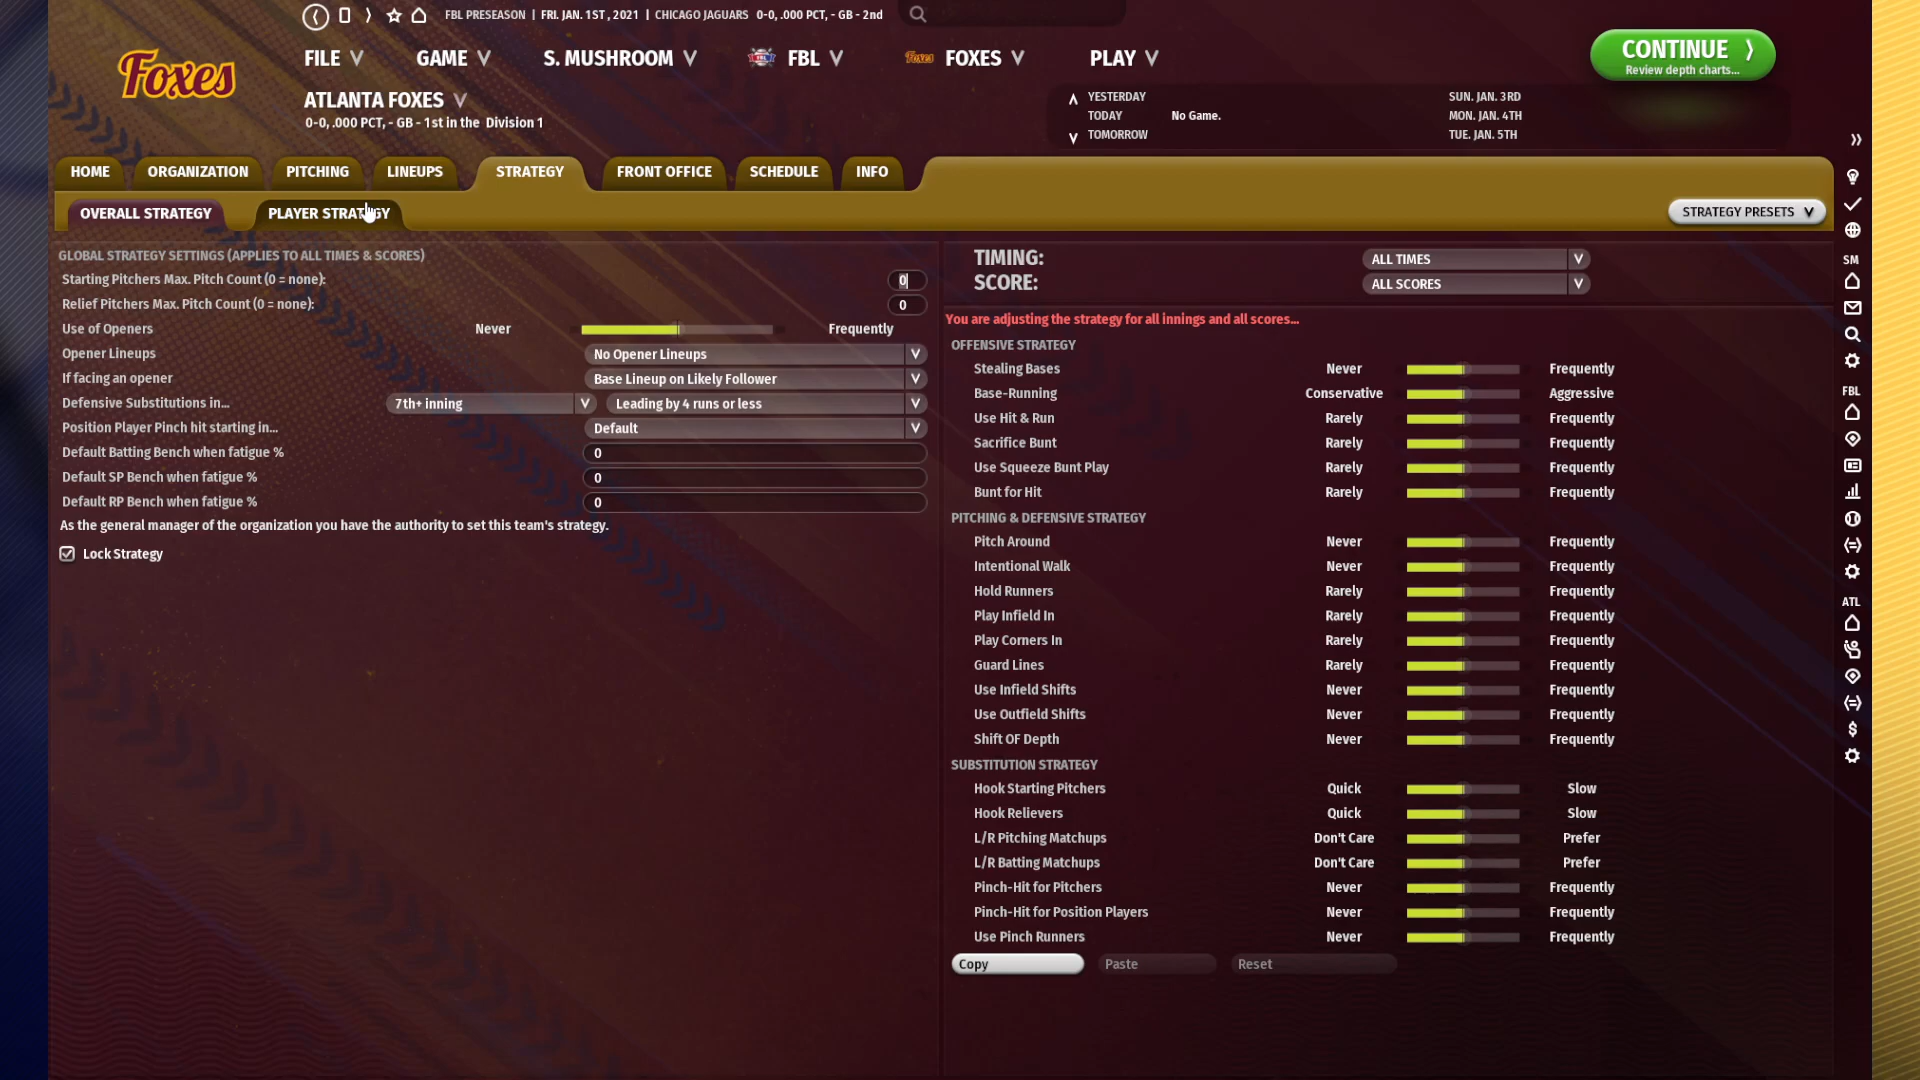 FBL PRESEASON | FRI. JAN. 1ST , 2021 | CHICAGO JAGUARS 0-0, .000 PCT, - GB - 2nd
Foxes
FILE GAME S. MUSHROOM FBL FOXES PLAY
CONTINUE
Review depth charts...
ATLANTA FOXES
0-0, .000 PCT, - GB - 1st in the Division 1
YESTERDAY SUN. JAN. 3RD
TODAY No Game. MON. JAN. 4TH
TOMORROW TUE. JAN. 5TH
HOME ORGANIZATION PITCHING LINEUPS STRATEGY FRONT OFFICE SCHEDULE INFO
OVERALL STRATEGY PLAYER STRATEGY STRATEGY PRESETS
GLOBAL STRATEGY SETTINGS (APPLIES TO ALL TIMES & SCORES)
Starting Pitchers Max. Pitch Count (0 = none): 0
Relief Pitchers Max. Pitch Count (0 = none): 0
Use of Openers Never Frequently
Opener Lineups No Opener Lineups
If facing an opener Base Lineup on Likely Follower
Defensive Substitutions in... 7th+ inning Leading by 4 runs or less
Position Player Pinch hit starting in... Default
Default Batting Bench when fatigue % 0
Default SP Bench when fatigue % 0
Default RP Bench when fatigue % 0
As the general manager of the organization you have the authority to set this team's strategy.
Lock Strategy
TIMING: ALL TIMES
SCORE: ALL SCORES
You are adjusting the strategy for all innings and all scores...
OFFENSIVE STRATEGY
Stealing Bases Never Frequently
Base-Running Conservative Aggressive
Use Hit & Run Rarely Frequently
Sacrifice Bunt Rarely Frequently
Use Squeeze Bunt Play Rarely Frequently
Bunt for Hit Rarely Frequently
PITCHING & DEFENSIVE STRATEGY
Pitch Around Never Frequently
Intentional Walk Never Frequently
Hold Runners Rarely Frequently
Play Infield In Rarely Frequently
Play Corners In Rarely Frequently
Guard Lines Rarely Frequently
Use Infield Shifts Never Frequently
Use Outfield Shifts Never Frequently
Shift OF Depth Never Frequently
SUBSTITUTION STRATEGY
Hook Starting Pitchers Quick Slow
Hook Relievers Quick Slow
L/R Pitching Matchups Don't Care Prefer
L/R Batting Matchups Don't Care Prefer
Pinch-Hit for Pitchers Never Frequently
Pinch-Hit for Position Players Never Frequently
Use Pinch Runners Never Frequently
Copy Paste Reset
SM
FBL
ATL